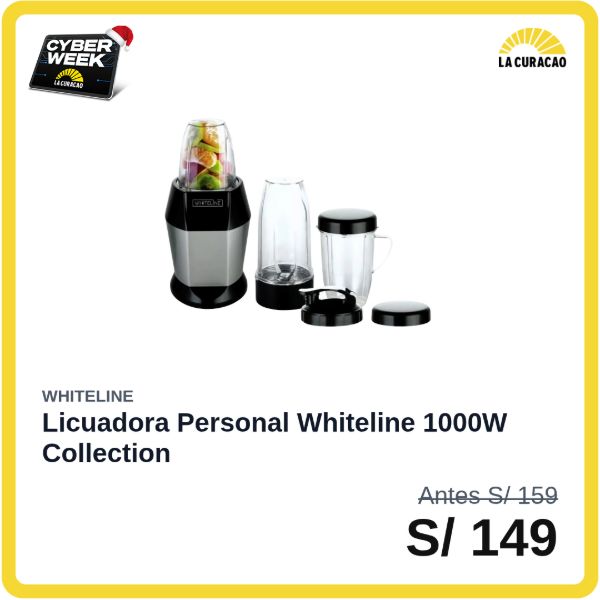 CYBER
WEEK
LA CURACAO
LA CURACAO
WHITELINE
WHITELINE
Licuadora Personal Whiteline 1000W
Collection
Antes S/ 159
S/ 149